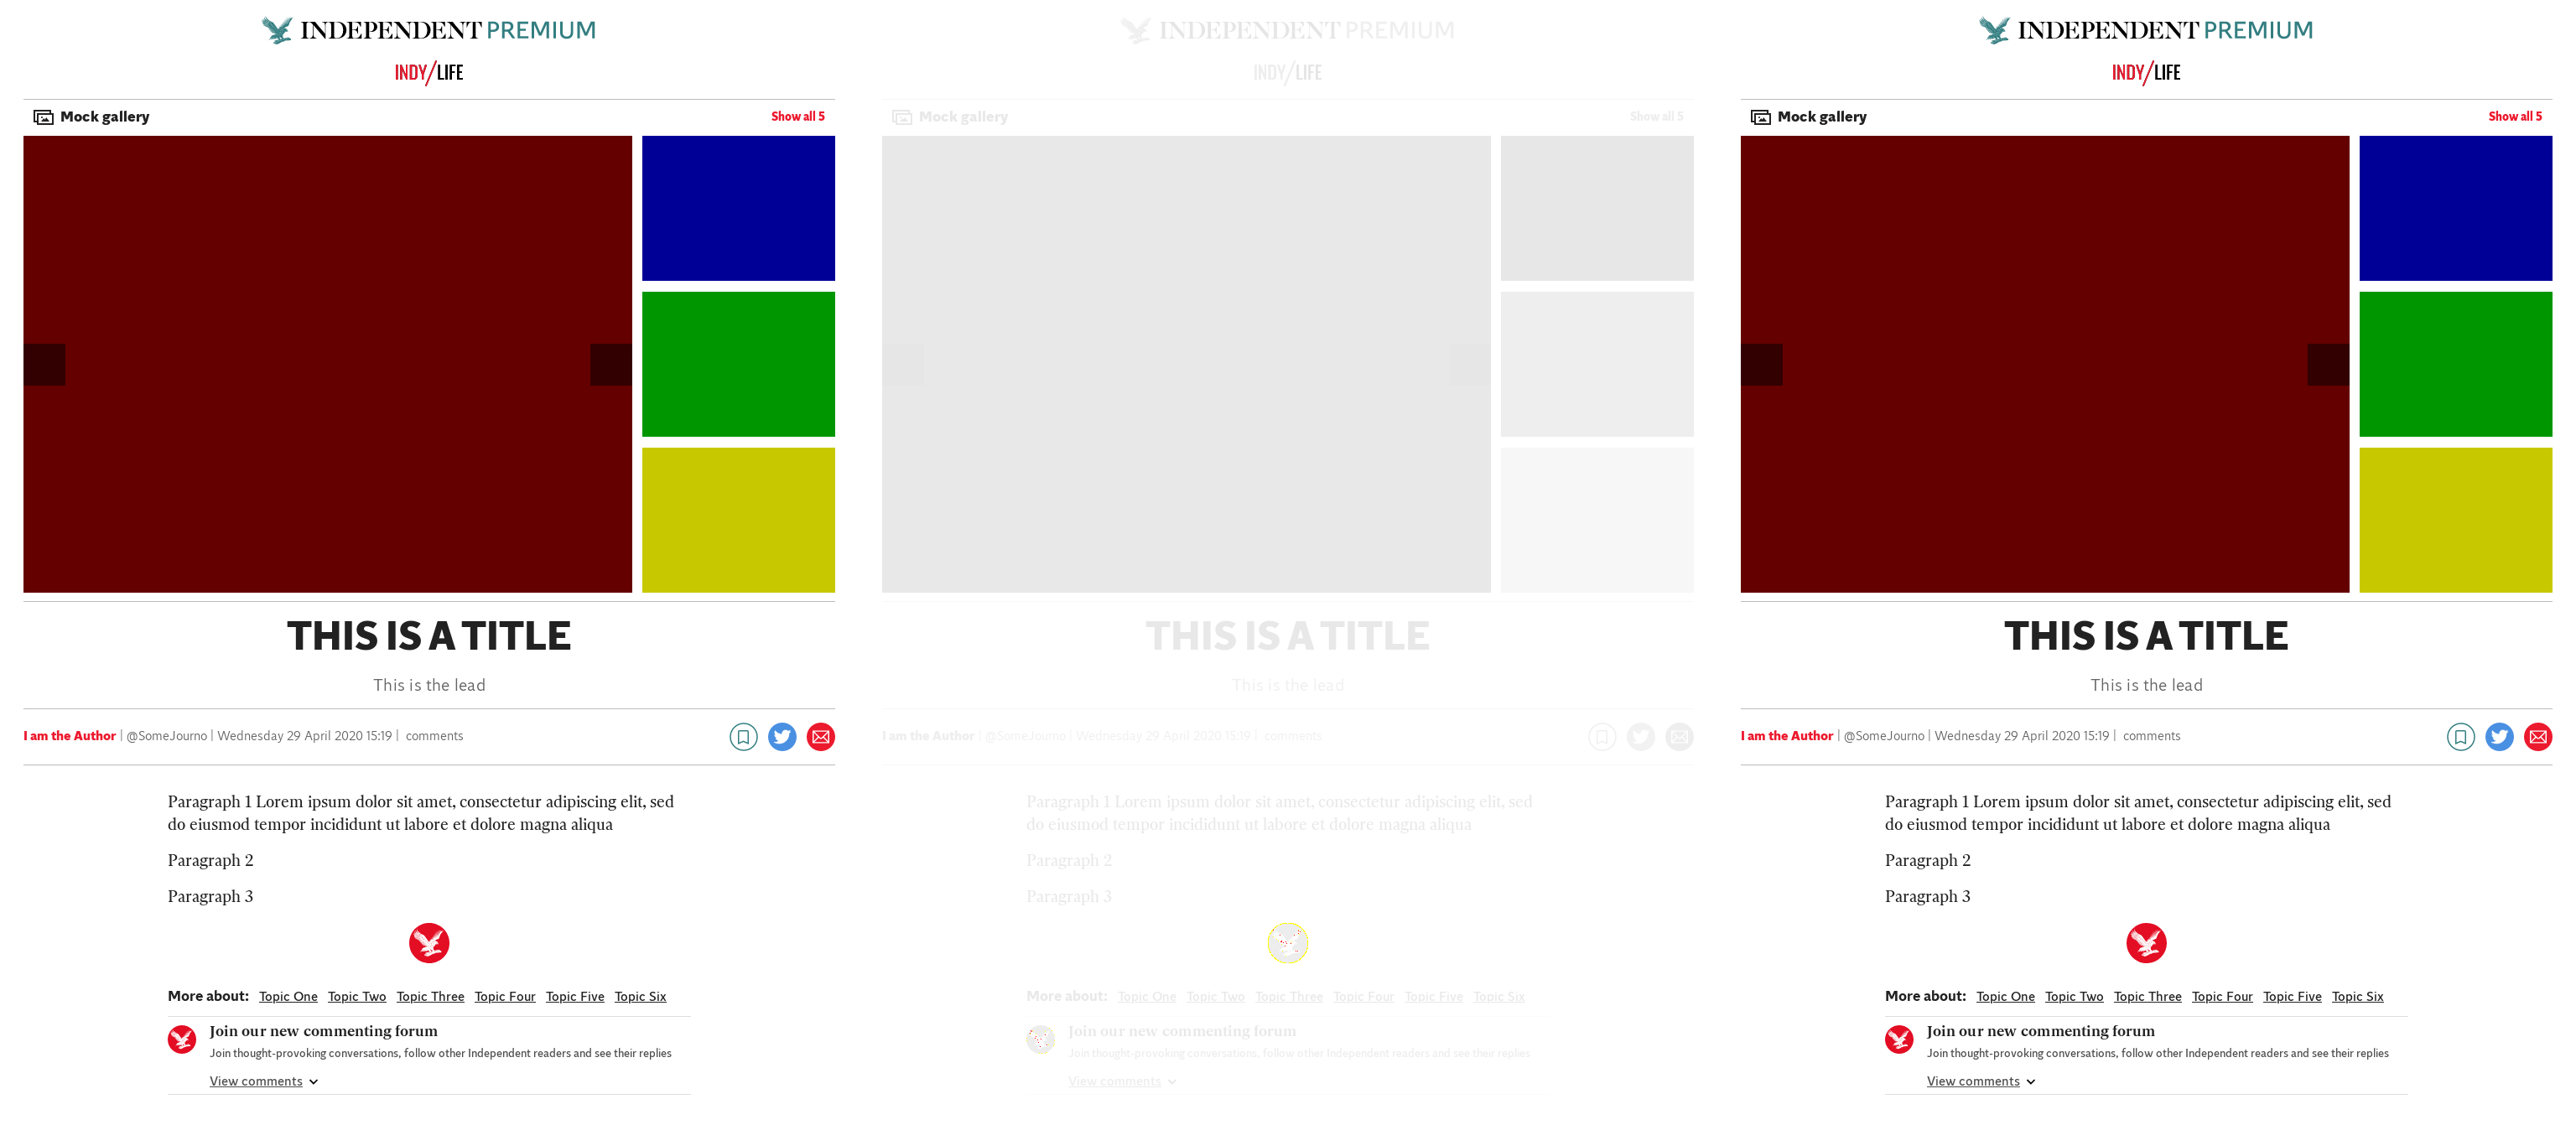 INDEPENDENT PREMIUM
INDY/LIFE
Mock gallery
Show all 5
THIS IS A TITLE
This is the lead
I am the Author | @SomeJourno | Wednesday 29 April 2020 15:19 | comments
Paragraph 1 Lorem ipsum dolor sit amet, consectetur adipiscing elit, sed
do eiusmod tempor incididunt ut labore et dolore magna aliqua
Paragraph 2
Paragraph 3
More about: Topic One Topic Two Topic Three Topic Four Topic Five Topic Six
Join our new commenting forum
Join thought-provoking conversations, follow other Independent readers and see their replies
View comments
INDEPENDENT PREMIUM
INDY/LIFE
Mock gallery
Show all 5
THIS IS A TITLE
This is the lead
I am the Author | @SomeJourno | Wednesday 29 April 2020 15:19 | comments
Paragraph 1 Lorem ipsum dolor sit amet, consectetur adipiscing elit, sed
do eiusmod tempor incididunt ut labore et dolore magna aliqua
Paragraph 2
Paragraph 3
More about: Topic One Topic Two Topic Three Topic Four Topic Five Topic Six
Join our new commenting forum
Join thought-provoking conversations, follow other Independent readers and see their replies
View comments
INDEPENDENT PREMIUM
INDY/LIFE
Mock gallery
Show all 5
THIS IS A TITLE
This is the lead
I am the Author | @SomeJourno | Wednesday 29 April 2020 15:19 | comments
Paragraph 1 Lorem ipsum dolor sit amet, consectetur adipiscing elit, sed
do eiusmod tempor incididunt ut labore et dolore magna aliqua
Paragraph 2
Paragraph 3
More about: Topic One Topic Two Topic Three Topic Four Topic Five Topic Six
Join our new commenting forum
Join thought-provoking conversations, follow other Independent readers and see their replies
View comments